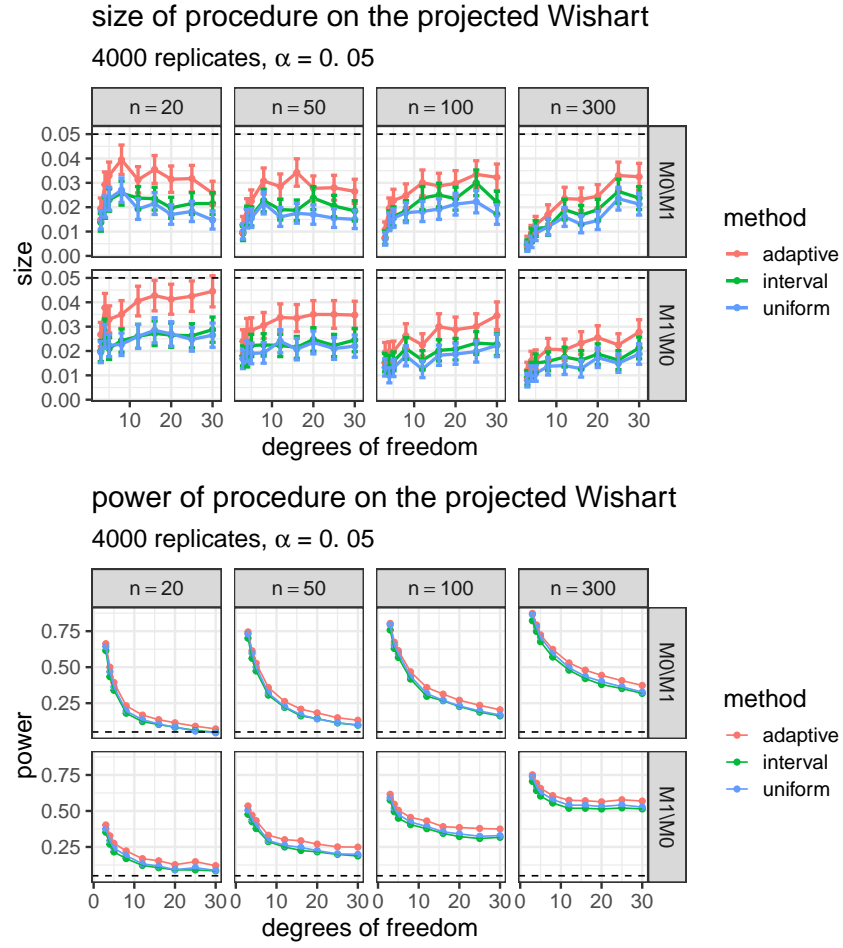 size of procedure on the projected Wishart
4000 replicates, α = 0. 05
n = 20 n = 50 n = 100 n = 300
0.05
0.04
0.03
0.02
0.01
0.00
M0\M1
0.05
0.04
0.03
0.02
0.01
0.00
M1\M0
size
10 20 30 10 20 30 10 20 30 10 20 30
degrees of freedom
method
adaptive
interval
uniform
power of procedure on the projected Wishart
4000 replicates, α = 0. 05
n = 20 n = 50 n = 100 n = 300
0.75
0.50
0.25
M0\M1
0.75
0.50
0.25
M1\M0
power
0 10 20 30 0 10 20 30 0 10 20 30 0 10 20 30
degrees of freedom
method
adaptive
interval
uniform